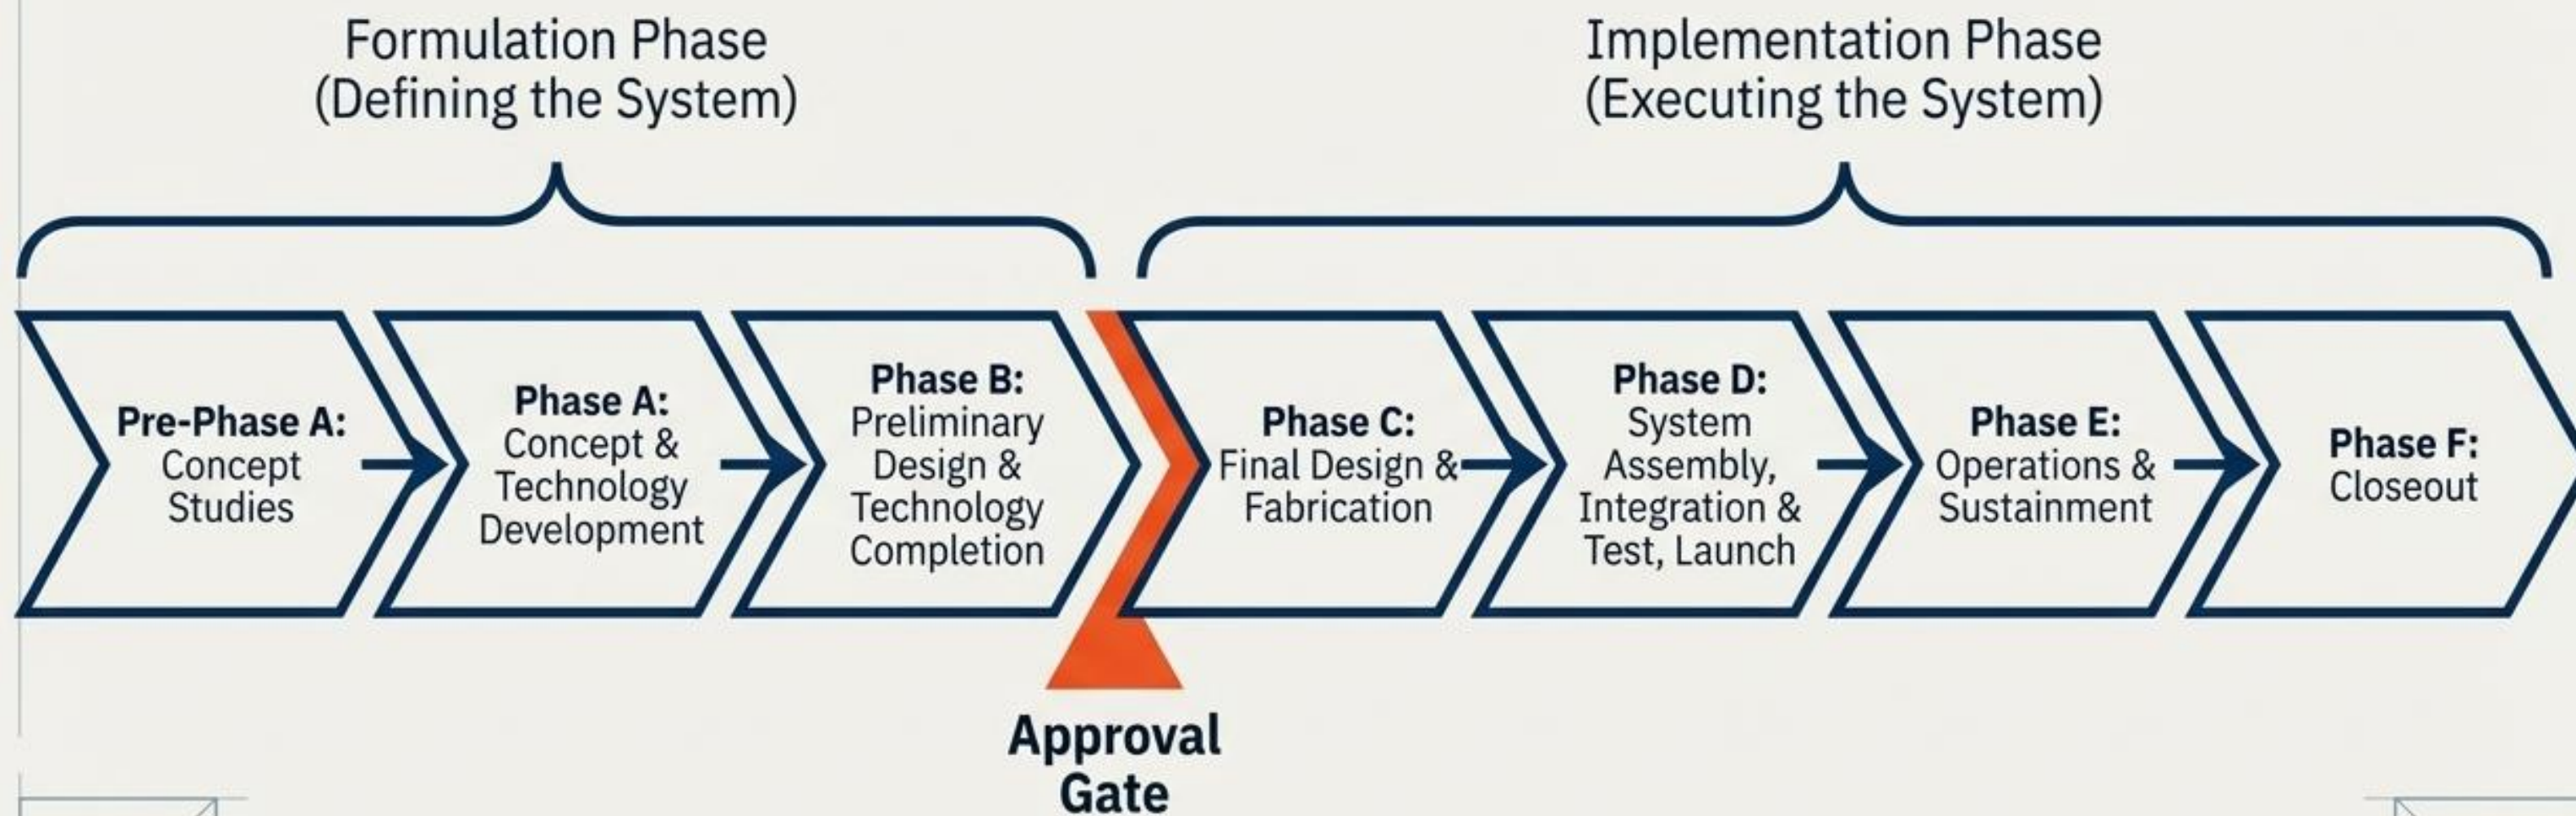 Formulation Phase
(Defining the System)
Implementation Phase
(Executing the System)
Pre-Phase A:
Concept
Studies
Phase A:
Concept &
Technology
Development
Phase B:
Preliminary
Design &
Technology
Completion
Phase C:
Final Design &
Fabrication
Phase D:
System
Assembly,
Integration &
Test, Launch
Phase E:
Operations &
Sustainment
Phase F:
Closeout
Approval
Gate